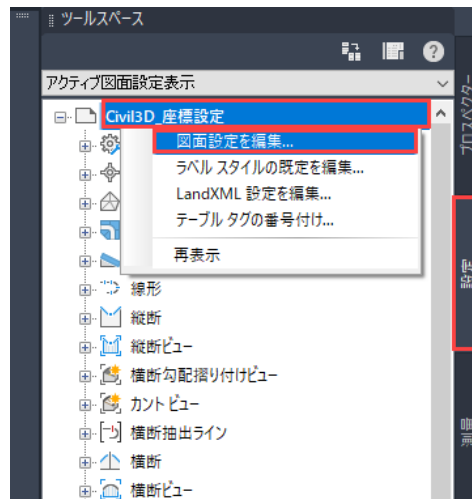 ツールスペース
アクティブ図面設定表示
Civil3D_座標設定
図面設定を編集...
ラベル スタイルの既定を編集...
LandXML 設定を編集...
テーブル タグの番号付け...
再表示
線形
縦断
縦断ビュー
横断勾配摺り付けビュー
カント ビュー
横断抽出ライン
横断
横断ビュー
プロスペクター
設定